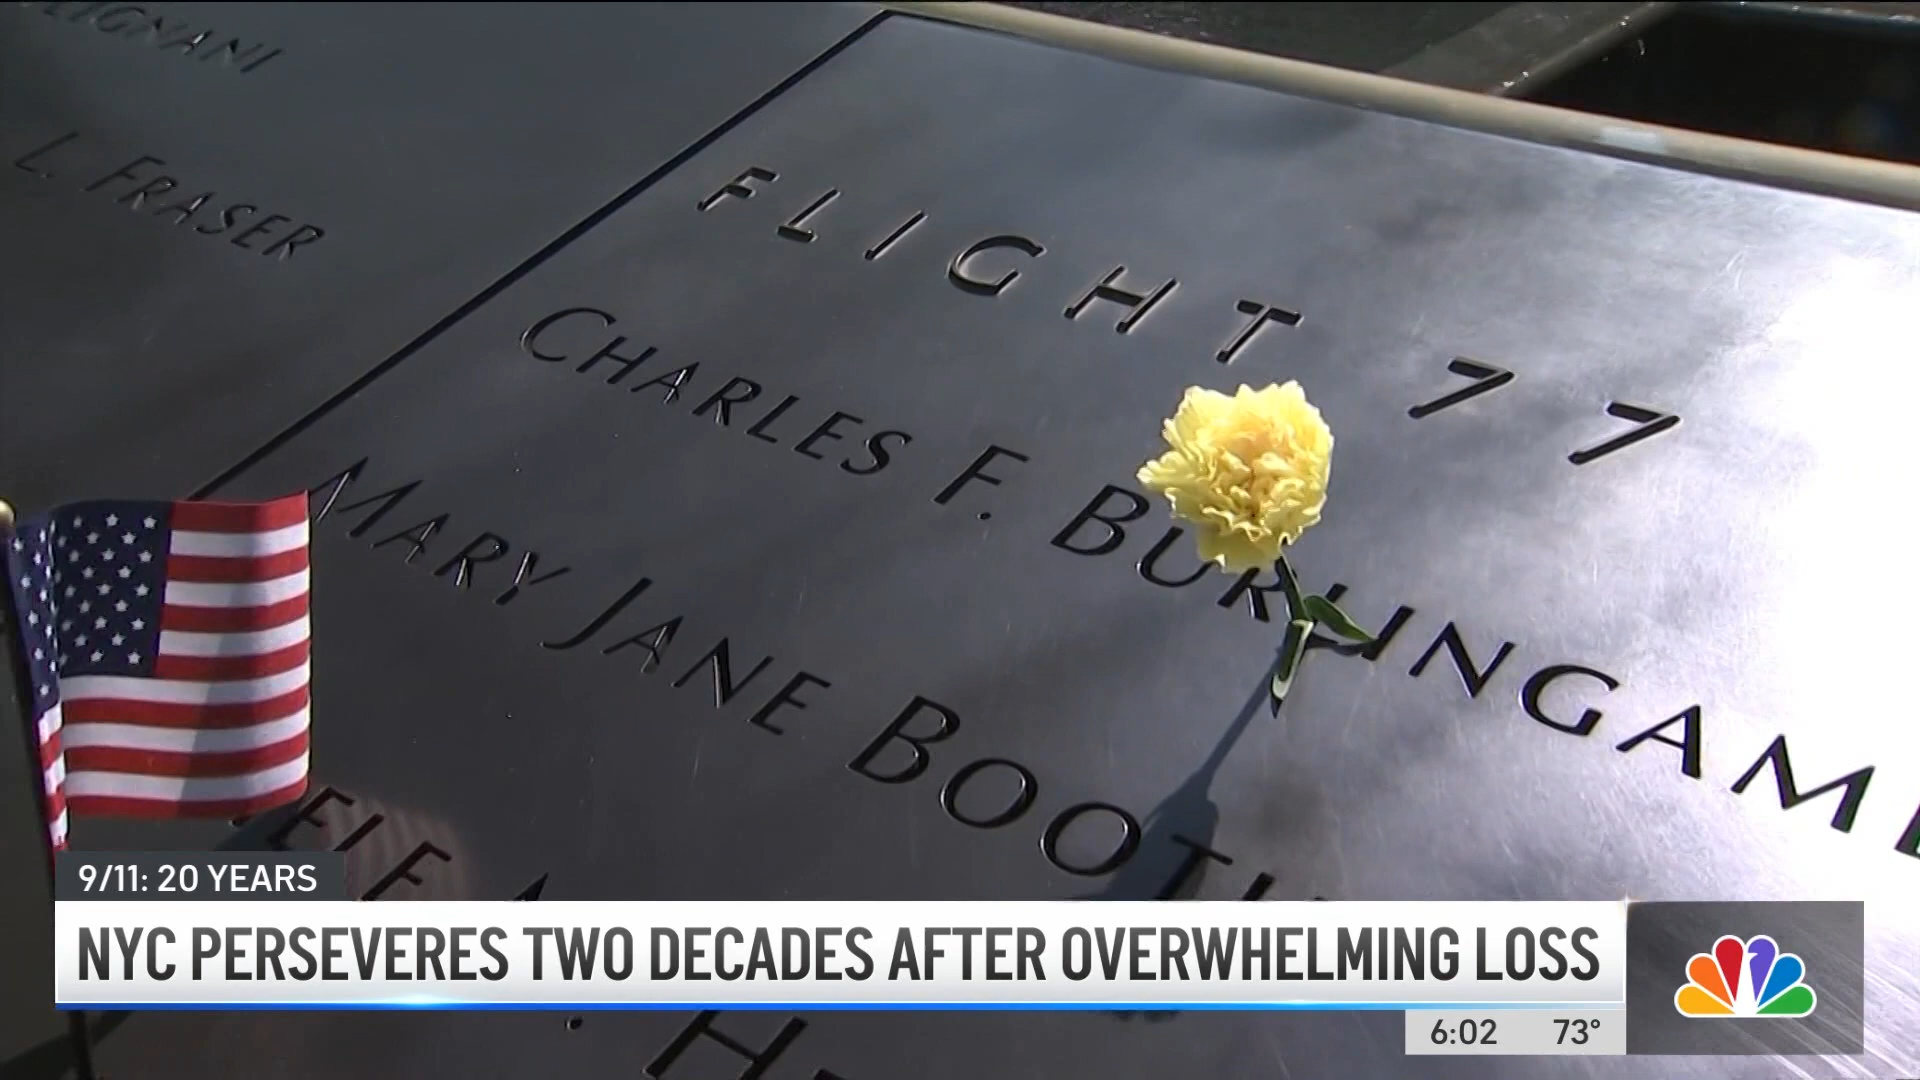 L. FRASER
FLIGHT 77
CHARLES F. BURLINGAME
MARY JANE BOOTH
9/11: 20 YEARS
NYC PERSEVERES TWO DECADES AFTER OVERWHELMING LOSS
6:02 73°